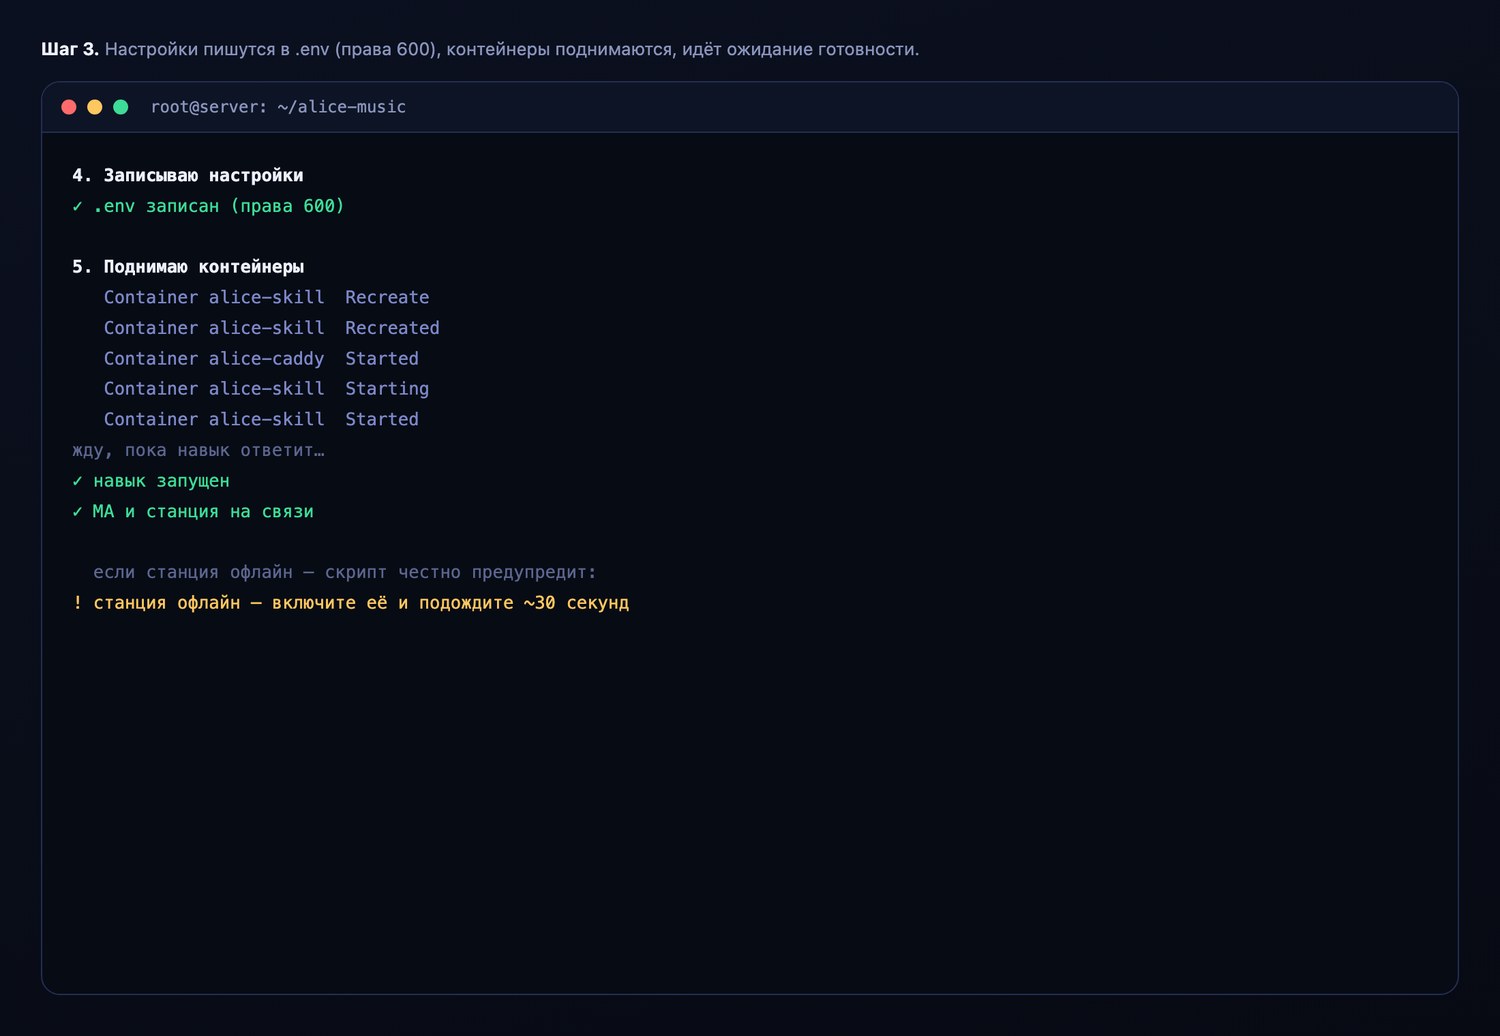 Шаг 3. Настройки пишутся в .env (права 600), контейнеры поднимаются, идёт ожидание готовности.
root@server: ~/alice-music
4. Записываю настройки
✓ .env записан (права 600)
5. Поднимаю контейнеры
Container alice-skill Recreate
Container alice-skill Recreated
Container alice-caddy Started
Container alice-skill Starting
Container alice-skill Started
жду, пока навык ответит…
✓ навык запущен
✓ МА и станция на связи
если станция офлайн — скрипт честно предупредит:
! станция офлайн — включите её и подождите ~30 секунд